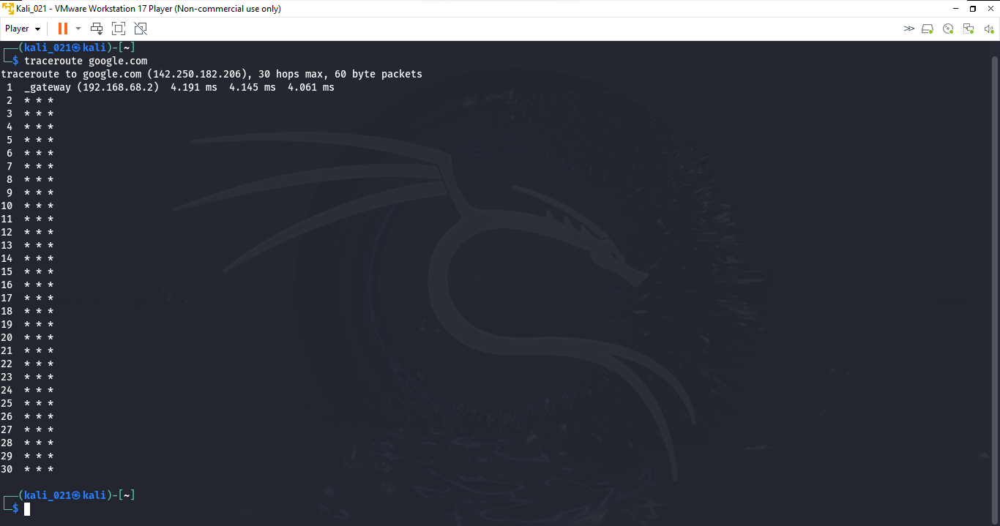 Kali_021 - VMware Workstation 17 Player (Non-commercial use only)
Player
┌──(kali_021㉿kali)-[~]
└─$ traceroute google.com
traceroute to google.com (142.250.182.206), 30 hops max, 60 byte packets
 1  _gateway (192.168.68.2)  4.191 ms  4.145 ms  4.061 ms
 2  * * *
 3  * * *
 4  * * *
 5  * * *
 6  * * *
 7  * * *
 8  * * *
 9  * * *
10  * * *
11  * * *
12  * * *
13  * * *
14  * * *
15  * * *
16  * * *
17  * * *
18  * * *
19  * * *
20  * * *
21  * * *
22  * * *
23  * * *
24  * * *
25  * * *
26  * * *
27  * * *
28  * * *
29  * * *
30  * * *
┌──(kali_021㉿kali)-[~]
└─$